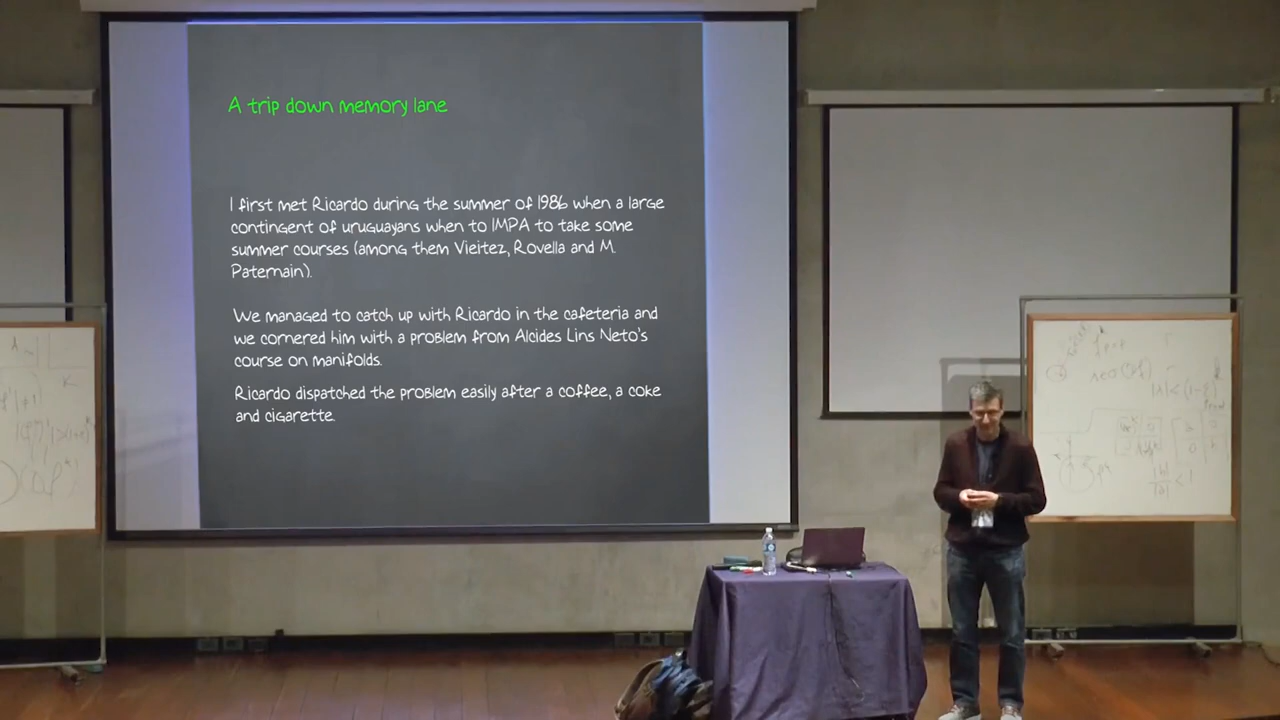 A trip down memory lane
I first met Ricardo during the summer of 1986 when a large
contingent of uruguayans when to IMPA to take some
summer courses (among them Vieitez, Rovella and M.
Paternain).
We managed to catch up with Ricardo in the cafeteria and
we cornered him with a problem from Alcides Lins Neto's
course on manifolds.
Ricardo dispatched the problem easily after a coffee, a coke
and cigarette.